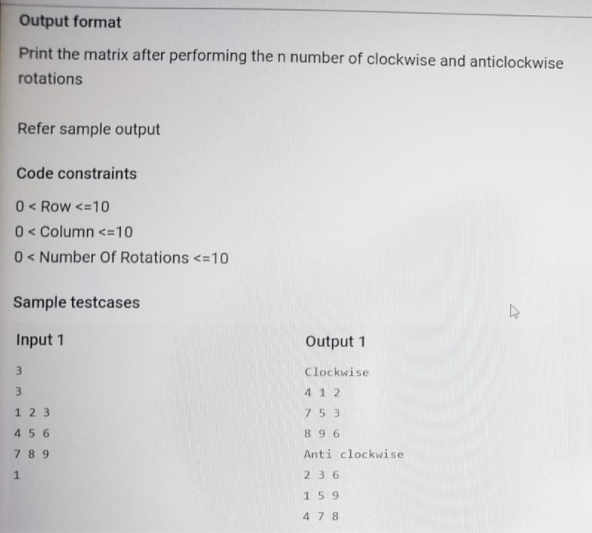 Output format
Print the matrix after performing the n number of clockwise and anticlockwise
rotations
Refer sample output
Code constraints
0 < Row <=10
0 < Column <=10
0 < Number Of Rotations <=10
Sample testcases
Input 1
3
3
1 2 3
4 5 6
7 8 9
1
Output 1
Clockwise
4 1 2
7 5 3
8 9 6
Anti clockwise
2 3 6
1 5 9
4 7 8